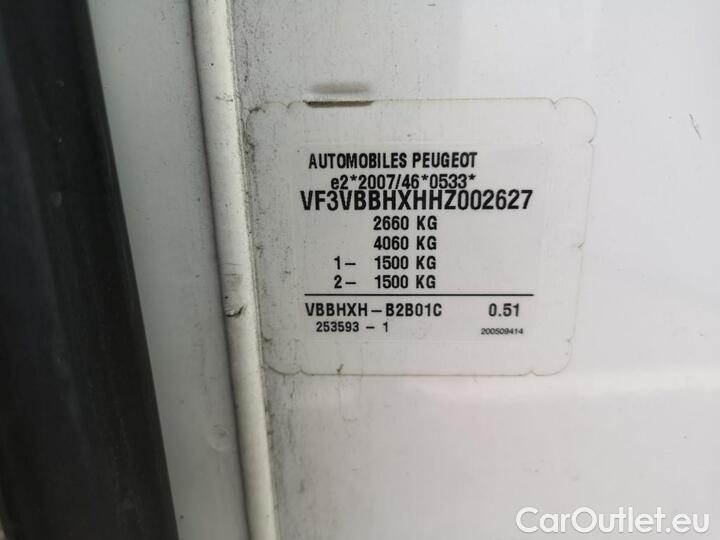 AUTOMOBILES PEUGEOT
e2*2007/46*0533*
VF3VBBHXHHZ002627
2660 KG
4060 KG
1- 1500 KG
2- 1500 KG
VBBHXH-B2B01C 0.51
253593 - 1 200S09414
CarOutlet.eu